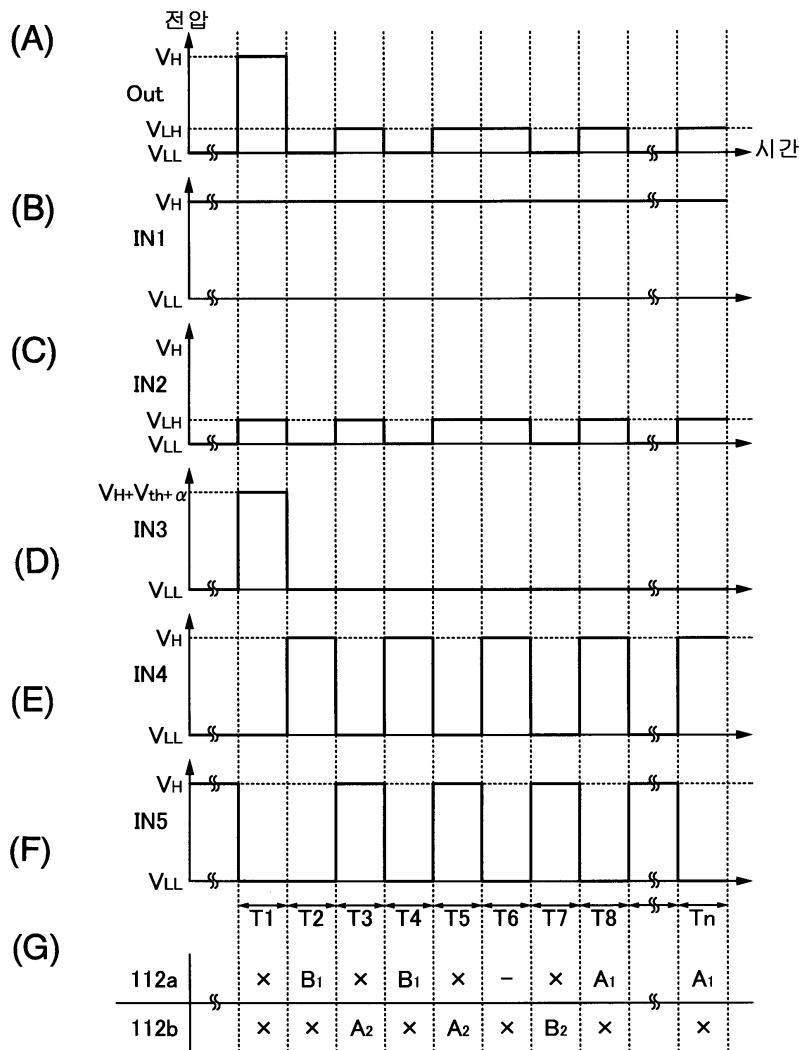 (A)
전압
VH
Out
VLH
VLL
시간
(B)
VH
IN1
VLL
(C)
VH
IN2
VLH
VLL
(D)
VH+Vth+α
IN3
VLL
(E)
VH
IN4
VLL
(F)
VH
IN5
VLL
T1 T2 T3 T4 T5 T6 T7 T8 Tn
(G)
112a × B1 × B1 × − × A1 A1
112b × × A2 × A2 × B2 × ×